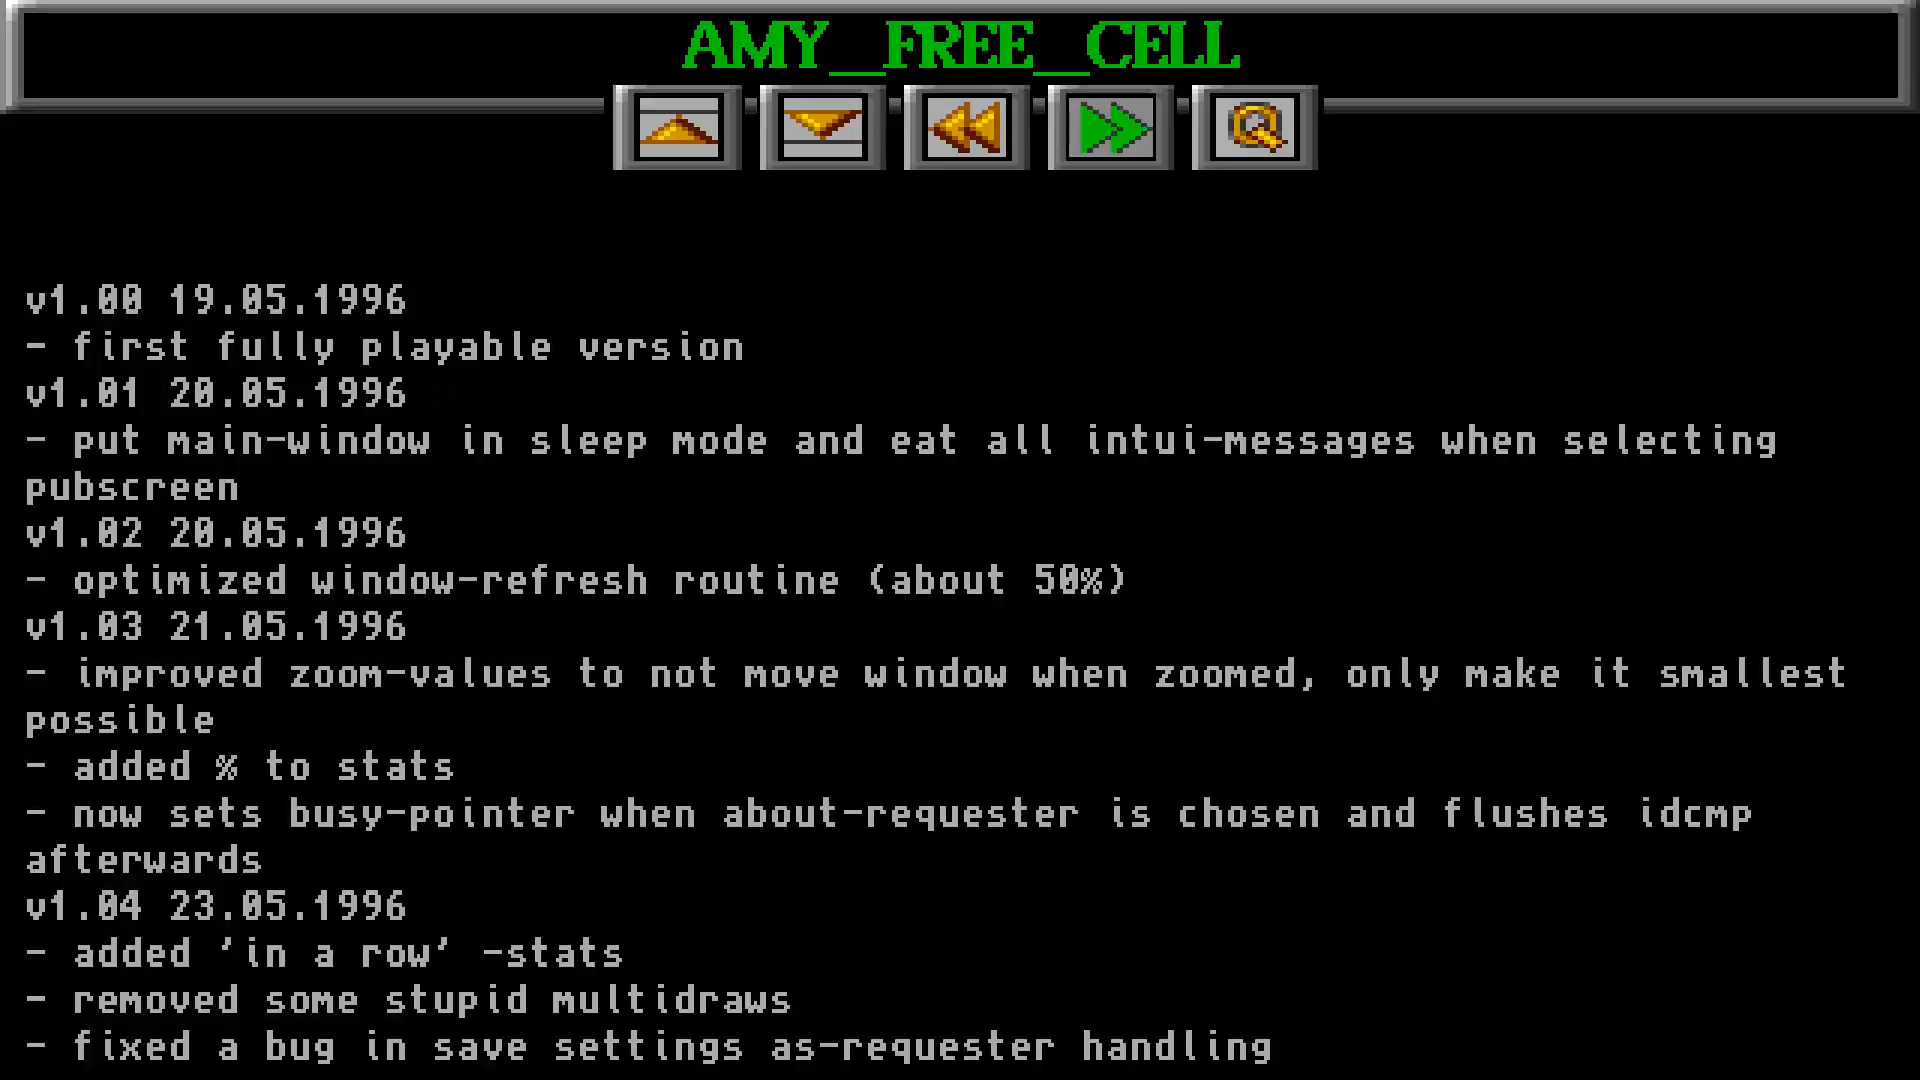 AMY_FREE_CELL
v1.00 19.05.1996
- first fully playable version
v1.01 20.05.1996
- put main-window in sleep mode and eat all intui-messages when selecting
pubscreen
v1.02 20.05.1996
- optimized window-refresh routine (about 50%)
v1.03 21.05.1996
- improved zoom-values to not move window when zoomed, only make it smallest
possible
- added % to stats
- now sets busy-pointer when about-requester is chosen and flushes idcmp
afterwards
v1.04 23.05.1996
- added 'in a row' -stats
- removed some stupid multidraws
- fixed a bug in save settings as-requester handling